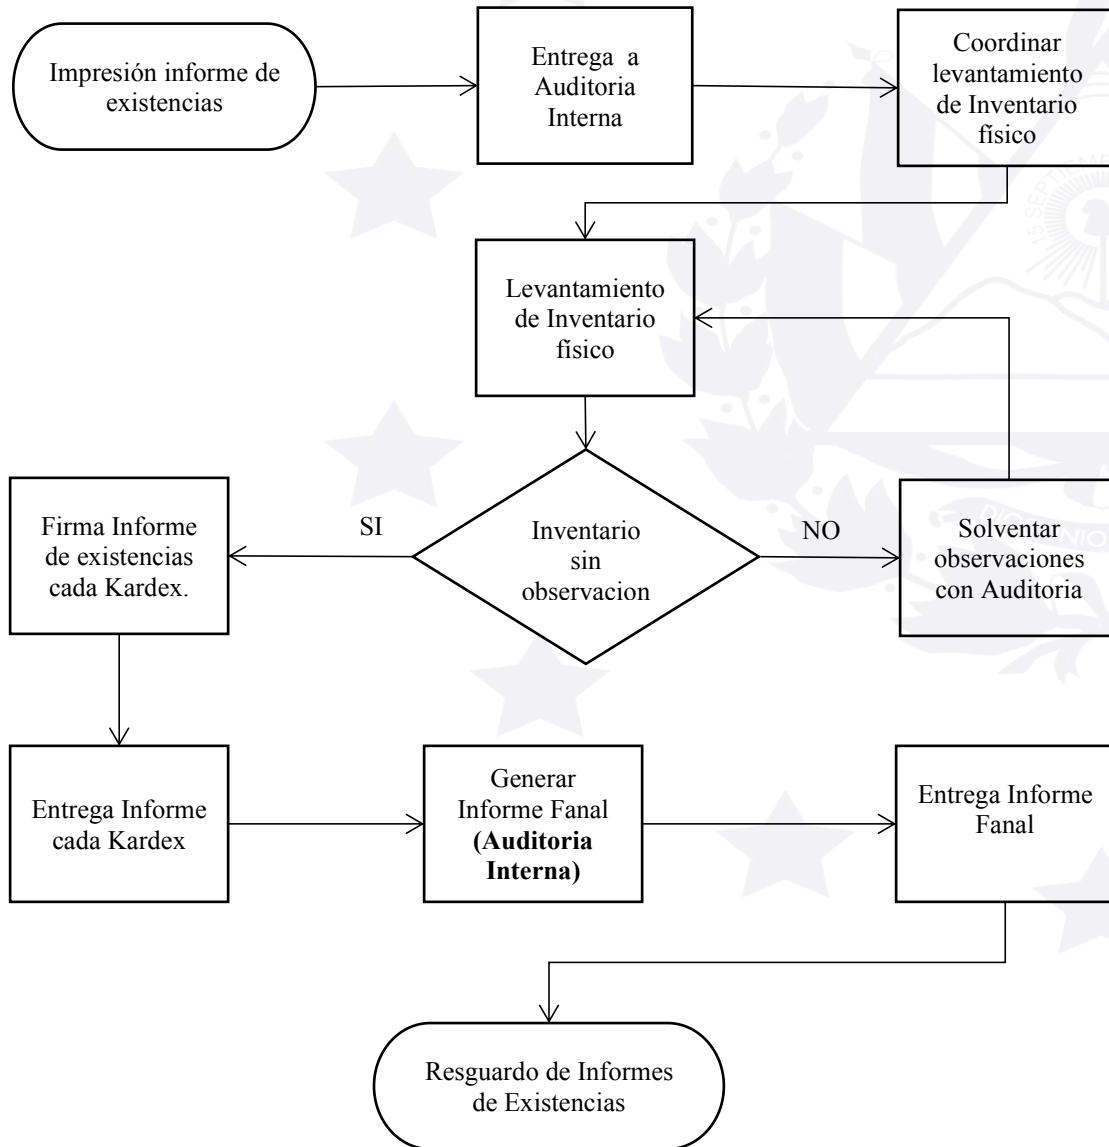 Impresión informe de
existencias
Entrega a
Auditoria
Interna
Coordinar
levantamiento
de Inventario
físico
Levantamiento
de Inventario
físico
Firma Informe
de existencias
cada Kardex.
SI
Inventario
sin
observacion
NO
Solventar
observaciones
con Auditoria
Entrega Informe
cada Kardex
Generar
Informe Fanal
(Auditoria
Interna)
Entrega Informe
Fanal
Resguardo de Informes
de Existencias